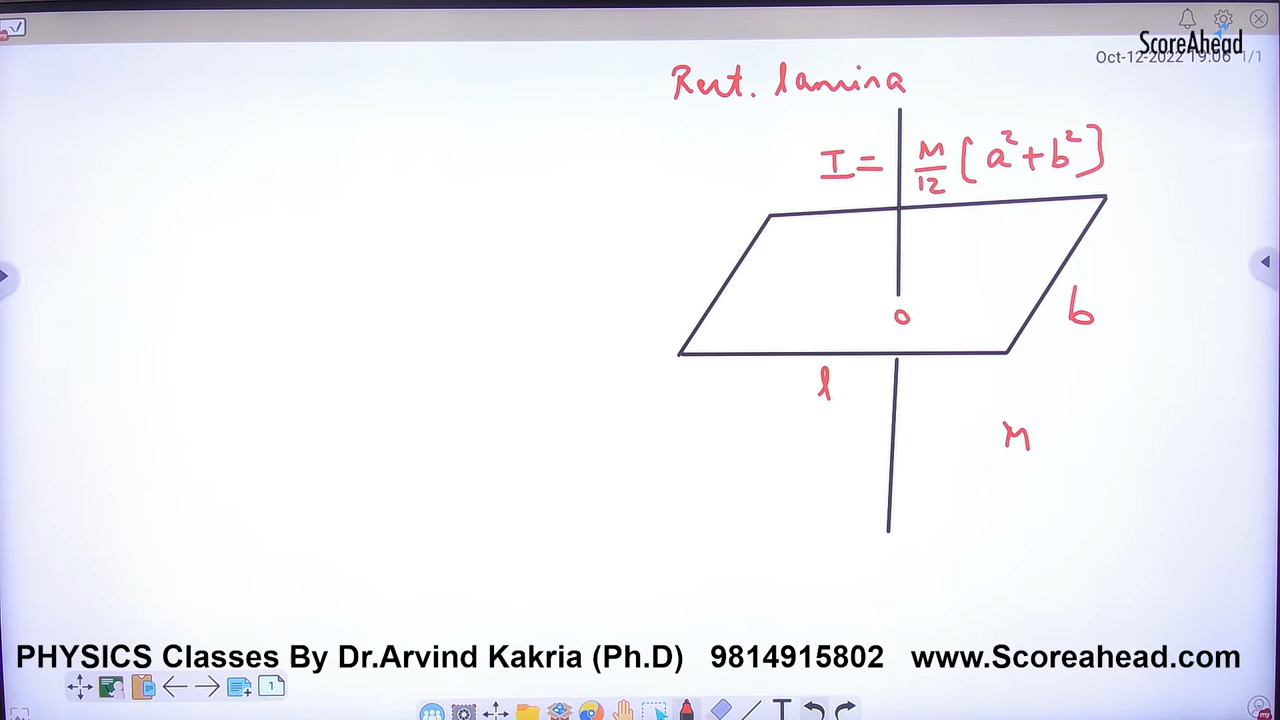 ScoreAhead
Oct-12-2022 19:06 1/1
Rect. lamina
I = M/12 [a² + b²]
o
b
l
M
PHYSICS Classes By Dr.Arvind Kakria (Ph.D) 9814915802 www.Scoreahead.com
1